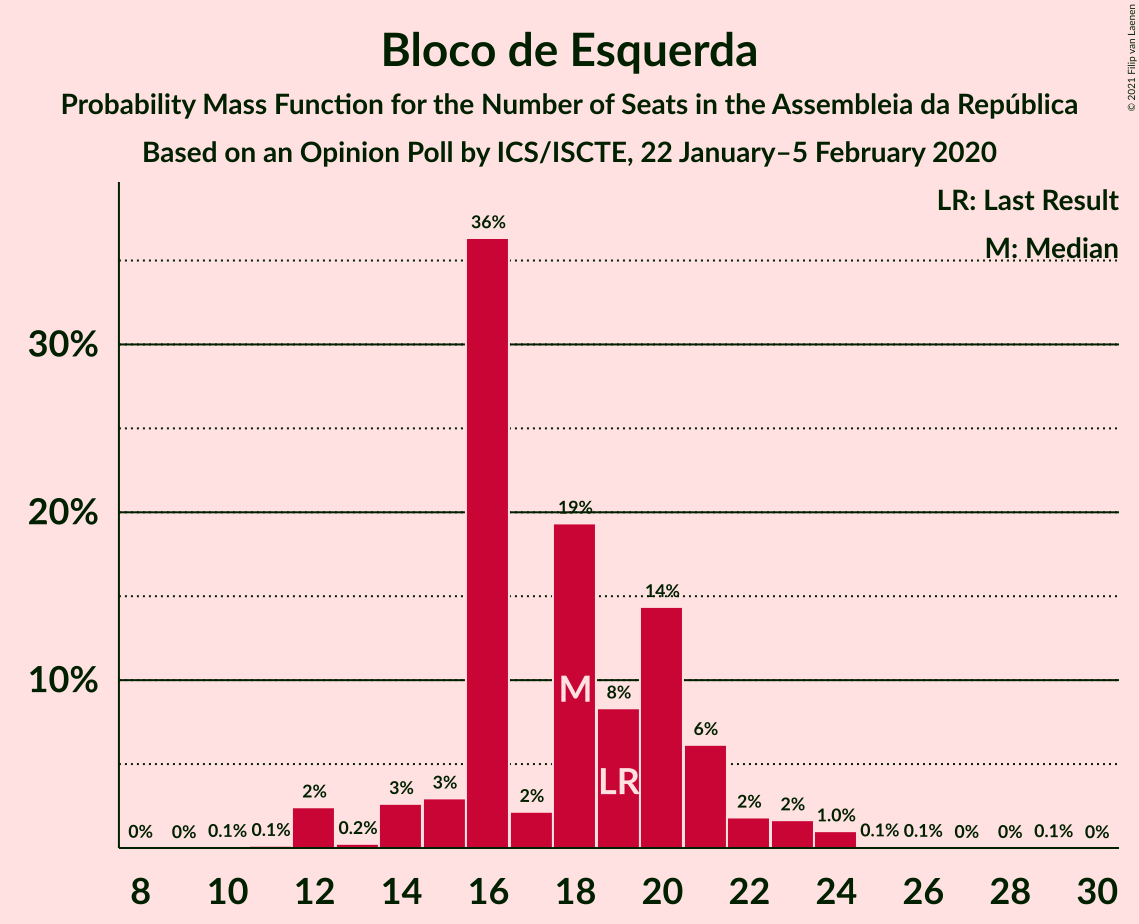 © 2021 Filip van Laenen
Bloco de Esquerda
Probability Mass Function for the Number of Seats in the Assembleia da República
Based on an Opinion Poll by ICS/ISCTE, 22 January–5 February 2020
LR: Last Result
M: Median
36%
30%
20%
19%
14%
10%
M
8%
6%
LR
0%
0%
0.1%
0.1%
2%
0.2%
3%
3%
2%
2%
2%
1.0%
0.1%
0.1%
0%
0%
0.1%
0%
8 10 12 14 16 18 20 22 24 26 28 30